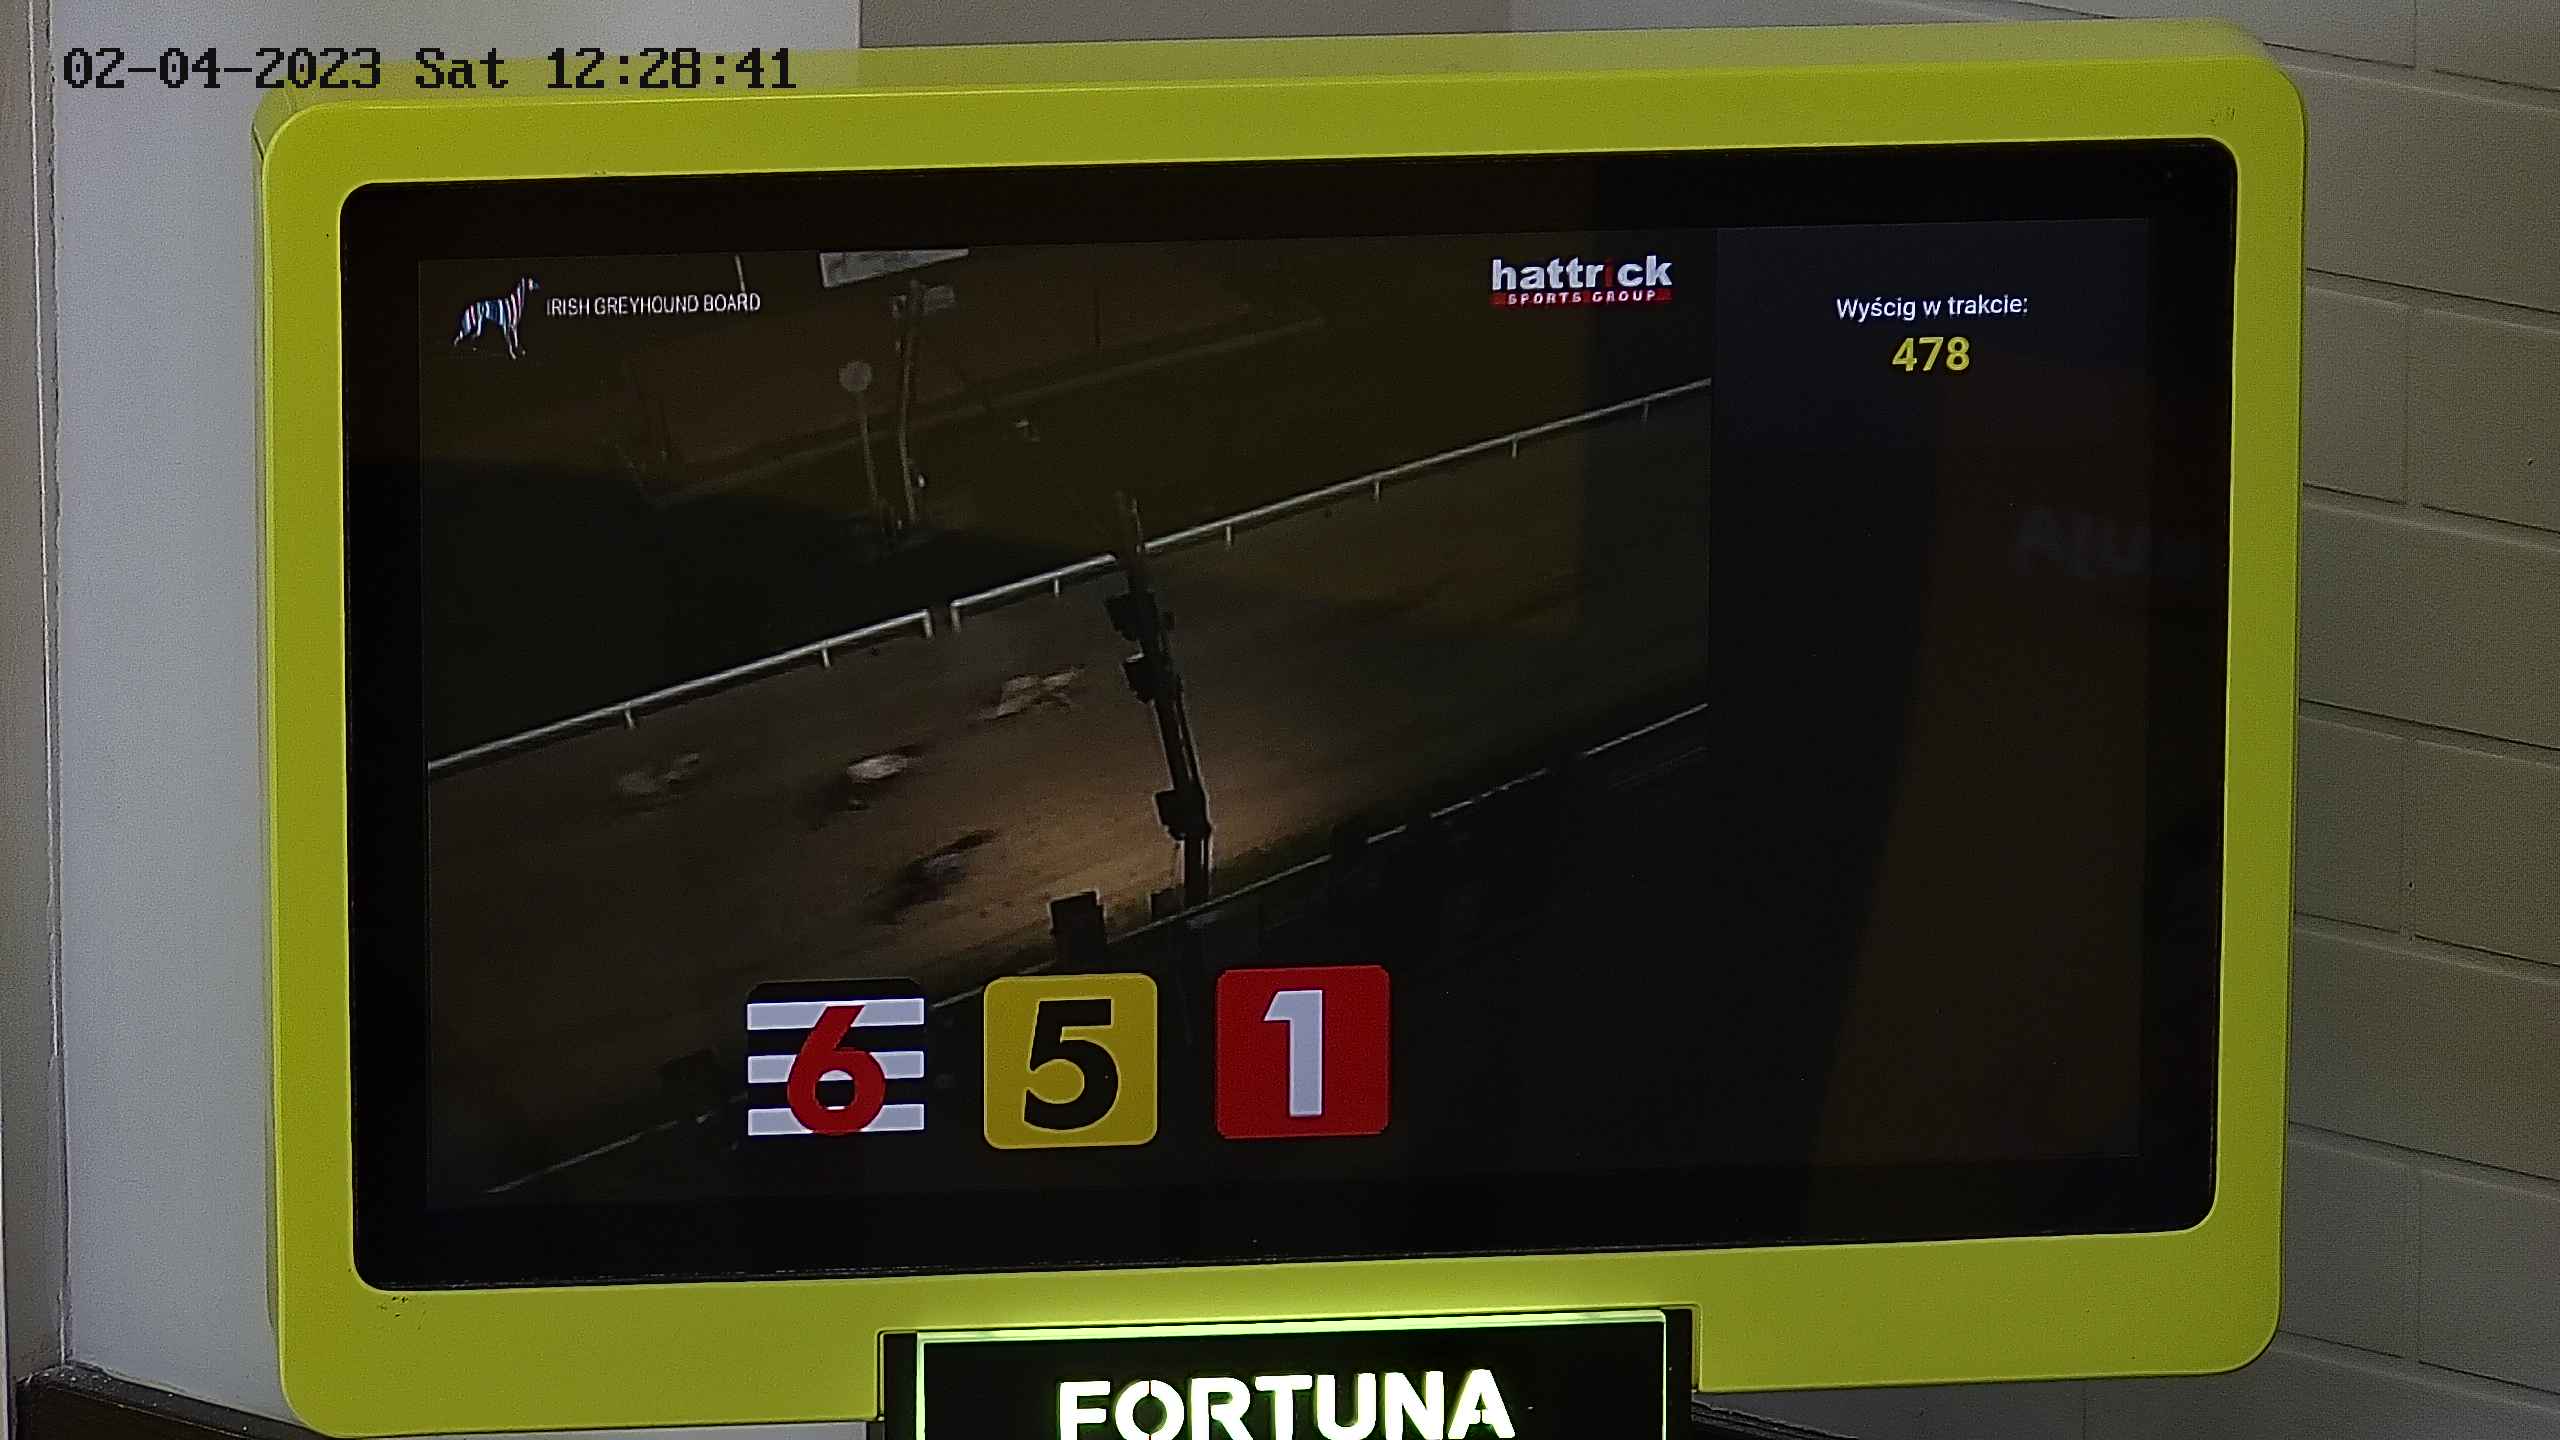 02-04-2023 Sat 12:28:41
IRISH GREYHOUND BOARD
hattrick
SPORTS GROUP
Wyścig w trakcie:
478
6 5 1
FORTUNA